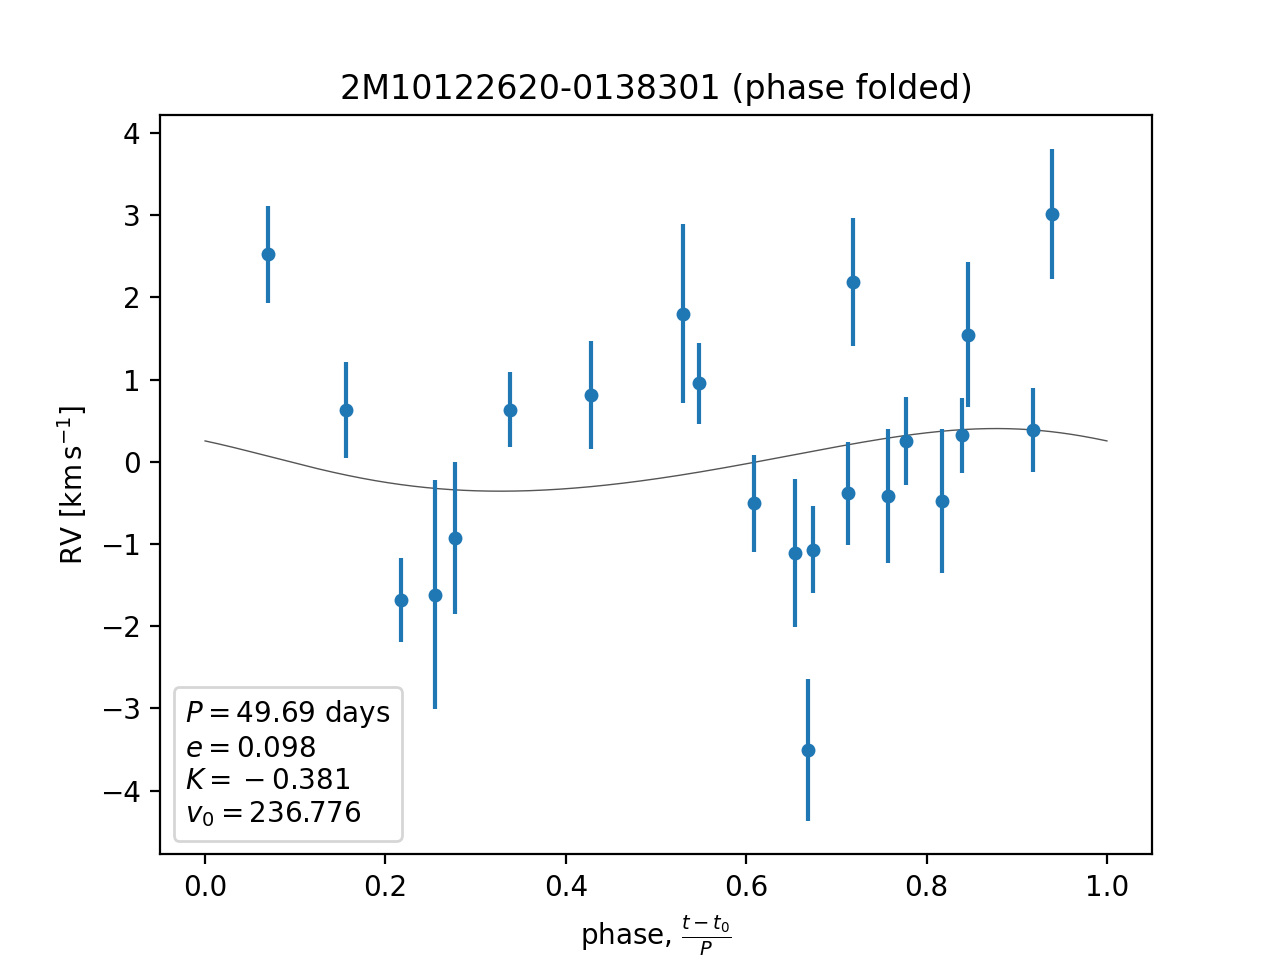 2M10122620-0138301 (phase folded)
4
3
2
1
0
−1
−2
−3
−4
RV [km s⁻¹]
P = 49.69 days
e = 0.098
K = −0.381
v₀ = 236.776
0.0 0.2 0.4 0.6 0.8 1.0
phase, (t − t₀)/P